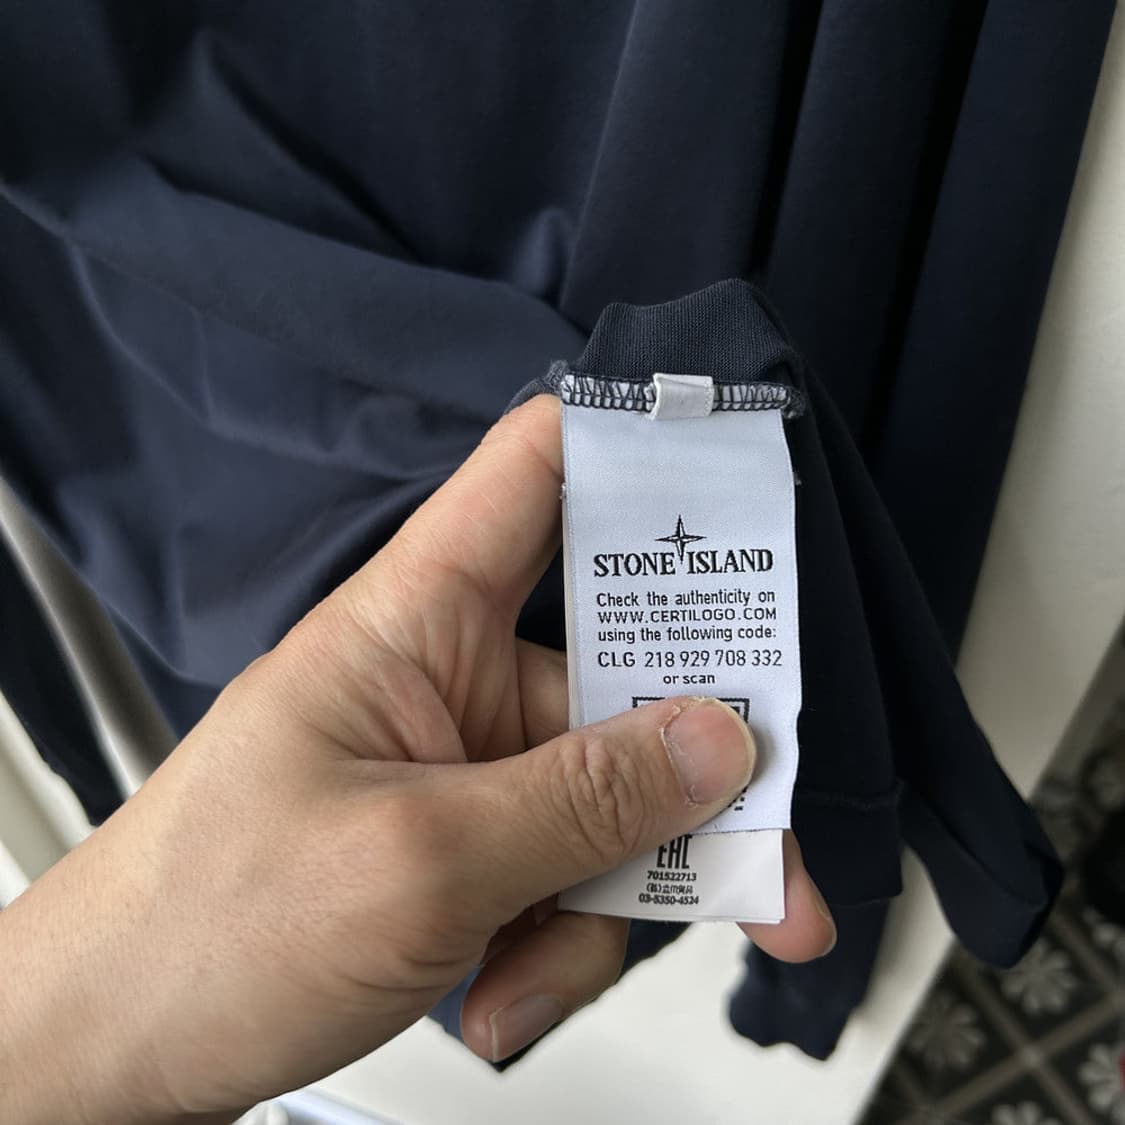 STONE ISLAND
Check the authenticity on
WWW.CERTILOGO.COM
using the following code:
CLG 218 929 708 332
or scan
EAC
701522713
03-5350-4524